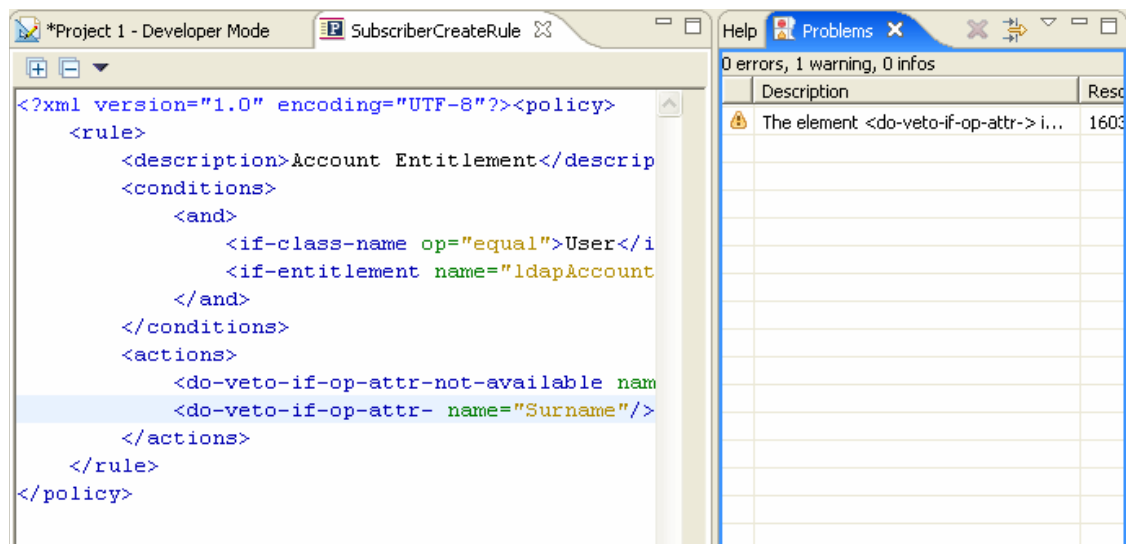 *Project 1 - Developer Mode
SubscriberCreateRule
<?xml version="1.0" encoding="UTF-8"?><policy>
<rule>
<description>Account Entitlement</descrip
<conditions>
<and>
<if-class-name op="equal">User</i
<if-entitlement name="ldapAccount
</and>
</conditions>
<actions>
<do-veto-if-op-attr-not-available nam
<do-veto-if-op-attr- name="Surname"/>
</actions>
</rule>
</policy>
Help
Problems
0 errors, 1 warning, 0 infos
Description
Reso
The element <do-veto-if-op-attr-> i...
1603